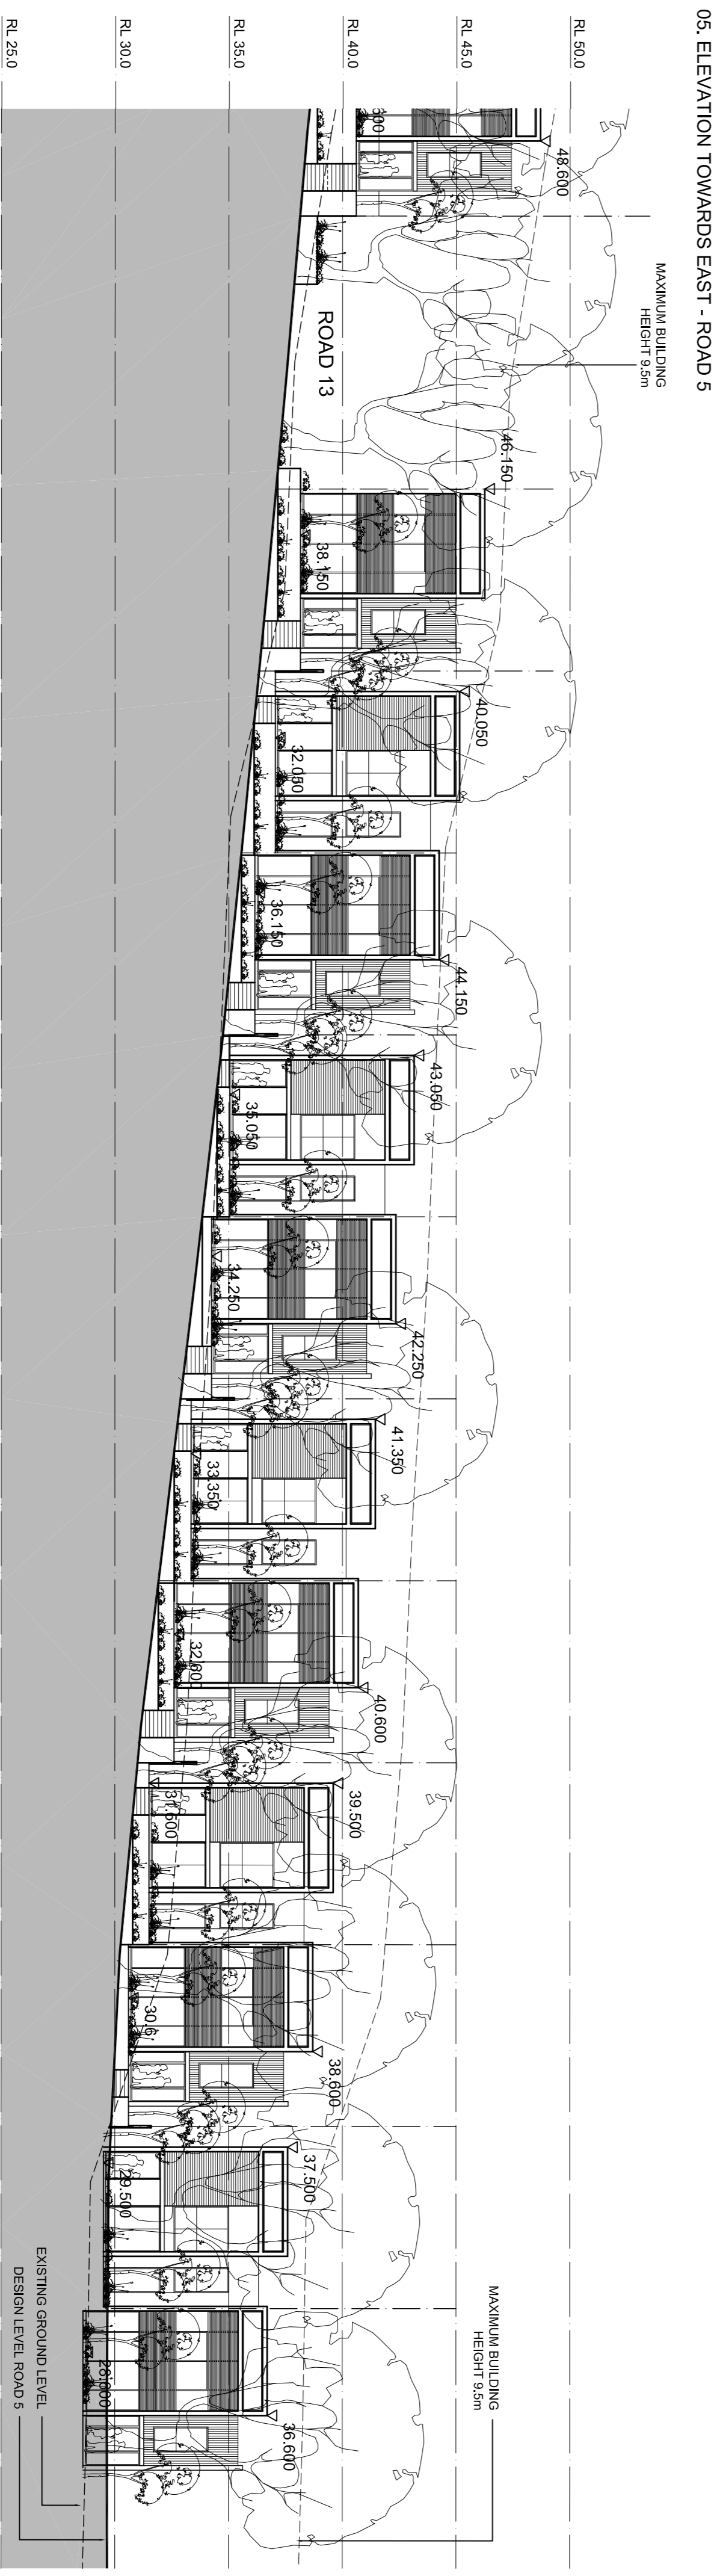 05. ELEVATION TOWARDS EAST - ROAD 5
RL 50.0
RL 45.0
RL 40.0
RL 35.0
RL 30.0
RL 25.0
MAXIMUM BUILDING
HEIGHT 9.5m
MAXIMUM BUILDING
HEIGHT 9.5m
ROAD 13
48.600
46.150
38.150
40.050
32.050
44.150
36.150
43.050
35.050
42.250
34.250
41.350
33.350
40.600
32.600
39.500
31.500
38.600
30.6
37.500
29.500
36.600
28.600
EXISTING GROUND LEVEL
DESIGN LEVEL ROAD 5